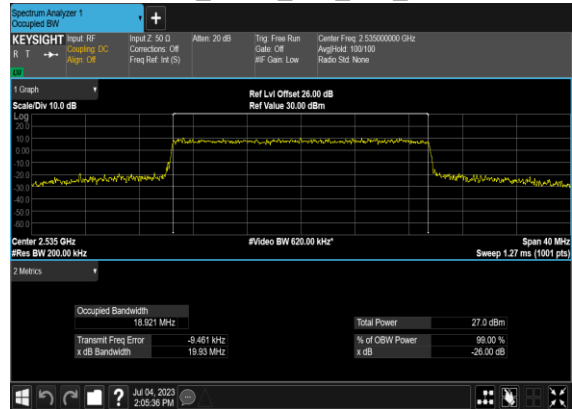 Spectrum Analyzer 1
Occupied BW
+
KEYSIGHT
R T
LW
Input: RF
Coupling: DC
Align: Off
Input Z: 50 Ω
Corrections: Off
Freq Ref: Int (S)
Atten: 20 dB
Trig: Free Run
Gate: Off
#IF Gain: Low
Center Freq: 2.535000000 GHz
Avg|Hold: 100/100
Radio Std: None
1 Graph
Scale/Div 10.0 dB
Ref Lvl Offset 26.00 dB
Ref Value 30.00 dBm
Log
20.0
10.0
0.00
-10.0
-20.0
-30.0
-40.0
-50.0
-60.0
Center 2.535 GHz
#Res BW 200.00 kHz
#Video BW 620.00 kHz*
Span 40 MHz
Sweep 1.27 ms (1001 pts)
2 Metrics
Occupied Bandwidth
18.921 MHz
Transmit Freq Error -9.461 kHz
x dB Bandwidth 19.93 MHz
Total Power 27.0 dBm
% of OBW Power 99.00 %
x dB -26.00 dB
?
Jul 04, 2023
2:05:36 PM